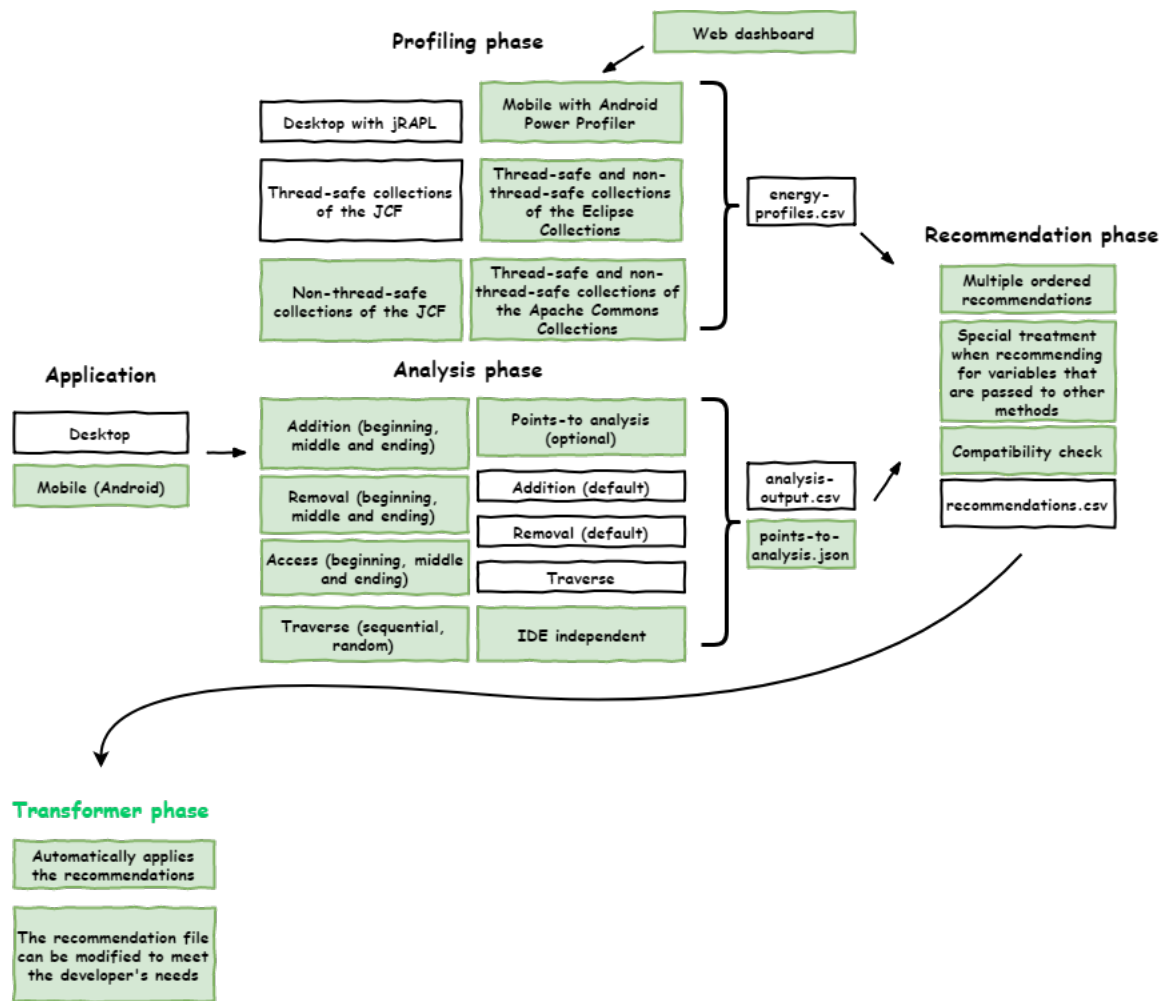 Web dashboard
Profiling phase
Desktop with jRAPL
Mobile with Android
Power Profiler
Thread-safe collections
of the JCF
Thread-safe and non-
thread-safe collections
of the Eclipse
Collections
Non-thread-safe
collections of the JCF
Thread-safe and non-
thread-safe collections of
the Apache Commons
Collections
energy-
profiles.csv
Recommendation phase
Multiple ordered
recommendations
Special treatment
when recommending
for variables that
are passed to other
methods
Compatibility check
recommendations.csv
Application
Desktop
Mobile (Android)
Analysis phase
Addition (beginning,
middle and ending)
Points-to analysis
(optional)
Removal (beginning,
middle and ending)
Addition (default)
Removal (default)
Access (beginning, middle
and ending)
Traverse
Traverse (sequential,
random)
IDE independent
analysis-
output.csv
points-to-
analysis.json
Transformer phase
Automatically applies
the recommendations
The recommendation file
can be modified to meet
the developer's needs